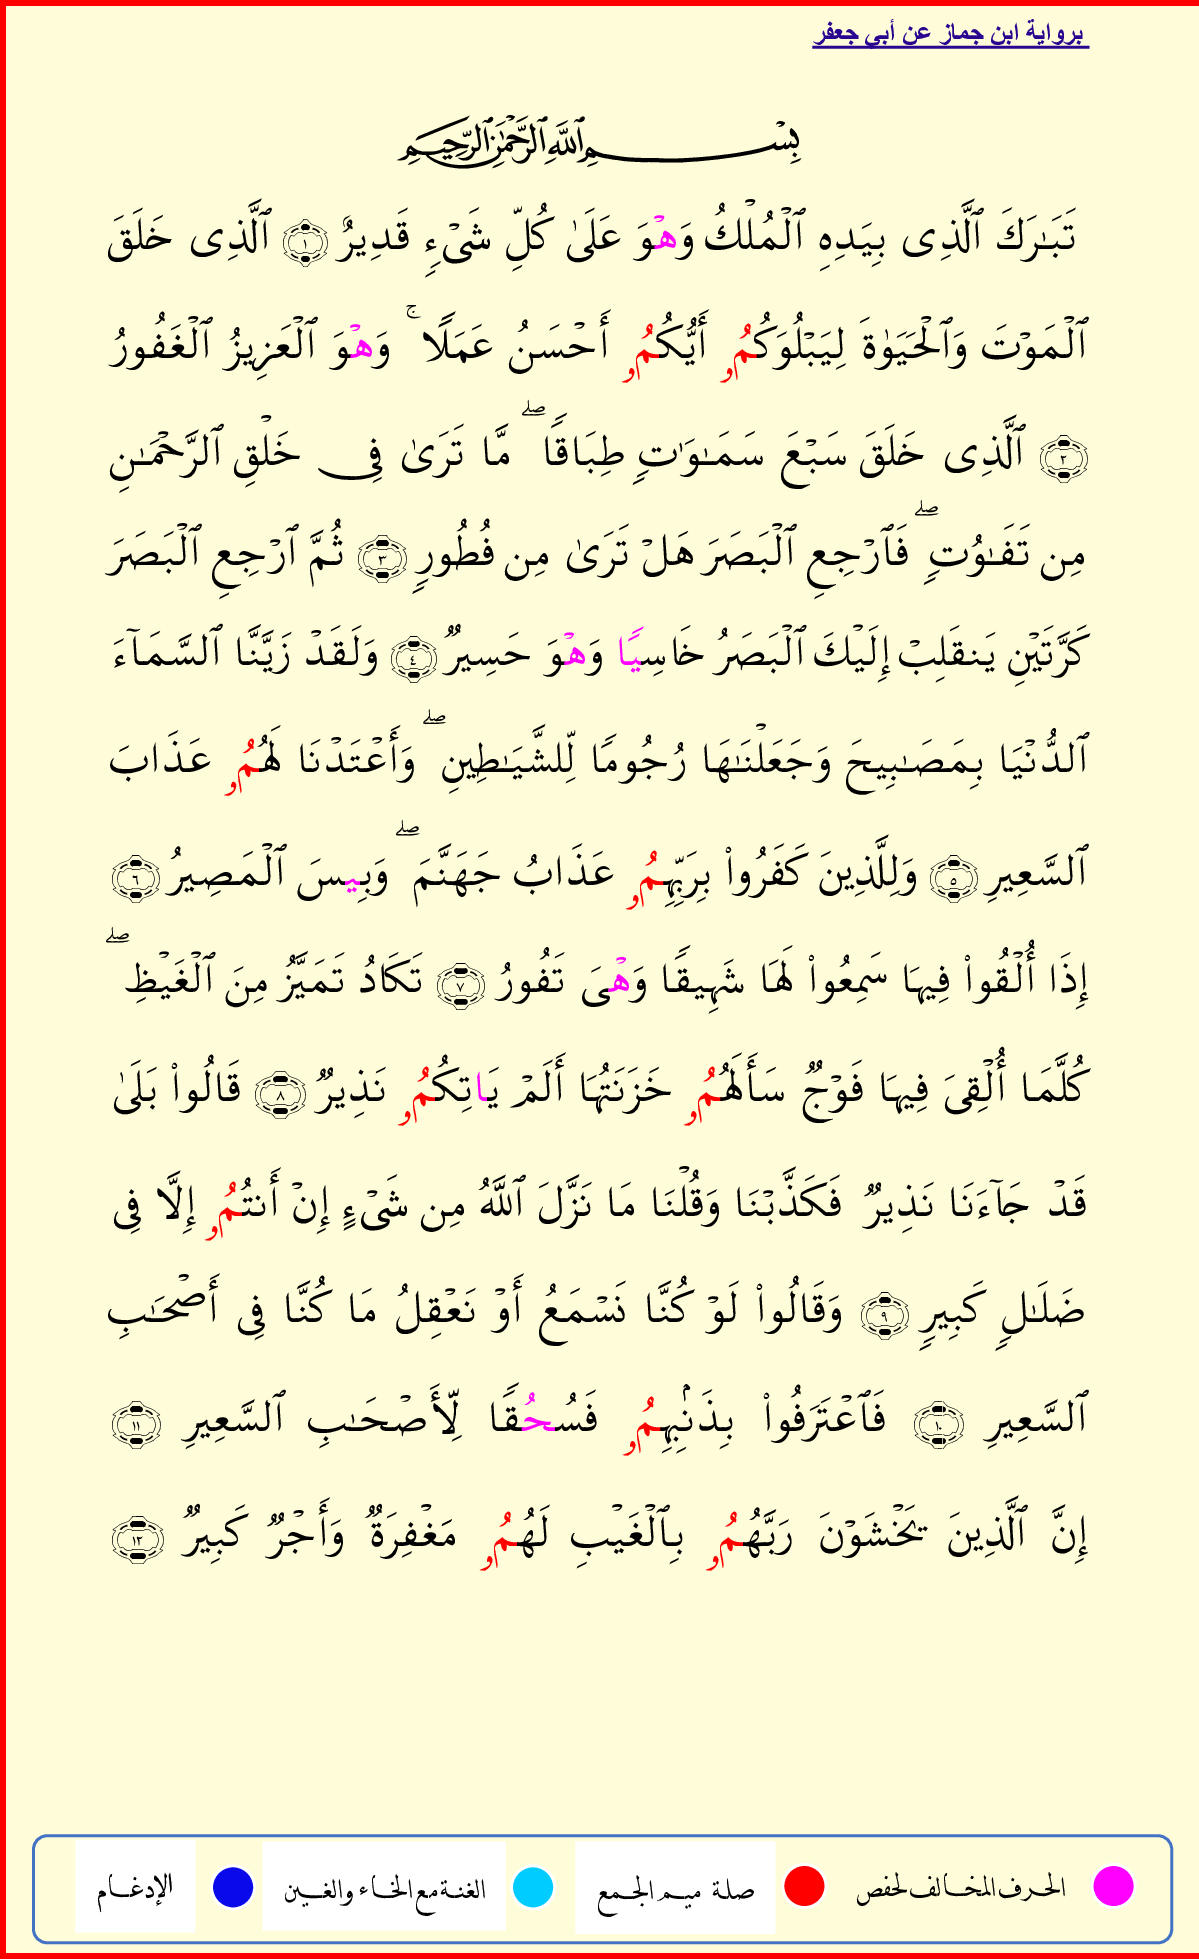 برواية ابن جماز عن أبي جعفر
بِسْمِ ٱللَّهِ ٱلرَّحْمَٰنِ ٱلرَّحِيمِ
تَبَـٰرَكَ ٱلَّذِى بِيَدِهِ ٱلْمُلْكُ وَهْوَ عَلَىٰ كُلِّ شَىْءٍ قَدِيرٌ ١ ٱلَّذِى خَلَقَ
ٱلْمَوْتَ وَٱلْحَيَوٰةَ لِيَبْلُوَكُمُۥ أَيُّكُمُۥ أَحْسَنُ عَمَلًا ۚ وَهْوَ ٱلْعَزِيزُ ٱلْغَفُورُ
٢ ٱلَّذِى خَلَقَ سَبْعَ سَمَـٰوَٰتٍ طِبَاقًا ۖ مَّا تَرَىٰ فِى خَلْقِ ٱلرَّحْمَـٰنِ
مِن تَفَـٰوُتٍ ۖ فَٱرْجِعِ ٱلْبَصَرَ هَلْ تَرَىٰ مِن فُطُورٍ ٣ ثُمَّ ٱرْجِعِ ٱلْبَصَرَ
كَرَّتَيْنِ يَنقَلِبْ إِلَيْكَ ٱلْبَصَرُ خَاسِيًا وَهْوَ حَسِيرٌ ٤ وَلَقَدْ زَيَّنَّا ٱلسَّمَآءَ
ٱلدُّنْيَا بِمَصَـٰبِيحَ وَجَعَلْنَـٰهَا رُجُومًا لِّلشَّيَـٰطِينِ ۖ وَأَعْتَدْنَا لَهُمُۥ عَذَابَ
ٱلسَّعِيرِ ٥ وَلِلَّذِينَ كَفَرُوا۟ بِرَبِّهِمُۥ عَذَابُ جَهَنَّمَ ۖ وَبِيسَ ٱلْمَصِيرُ ٦
إِذَا أُلْقُوا۟ فِيهَا سَمِعُوا۟ لَهَا شَهِيقًا وَهْىَ تَفُورُ ٧ تَكَادُ تَمَيَّزُ مِنَ ٱلْغَيْظِ ۖ
كُلَّمَا أُلْقِىَ فِيهَا فَوْجٌ سَأَلَهُمُۥ خَزَنَتُهَا أَلَمْ يَاتِكُمُۥ نَذِيرٌ ٨ قَالُوا۟ بَلَىٰ
قَدْ جَآءَنَا نَذِيرٌ فَكَذَّبْنَا وَقُلْنَا مَا نَزَّلَ ٱللَّهُ مِن شَىْءٍ إِنْ أَنتُمُۥ إِلَّا فِى
ضَلَـٰلٍ كَبِيرٍ ٩ وَقَالُوا۟ لَوْ كُنَّا نَسْمَعُ أَوْ نَعْقِلُ مَا كُنَّا فِى أَصْحَـٰبِ
ٱلسَّعِيرِ ١٠ فَٱعْتَرَفُوا۟ بِذَنۢبِهِمُۥ فَسُحُقًا لِّأَصْحَـٰبِ ٱلسَّعِيرِ ١١
إِنَّ ٱلَّذِينَ يَخْشَوْنَ رَبَّهُمُۥ بِٱلْغَيْبِ لَهُمُۥ مَغْفِرَةٌ وَأَجْرٌ كَبِيرٌ ١٢
الحرف المخالف لحفص صلة ميم الجمع الغنة مع الخاء والغين الإدغام